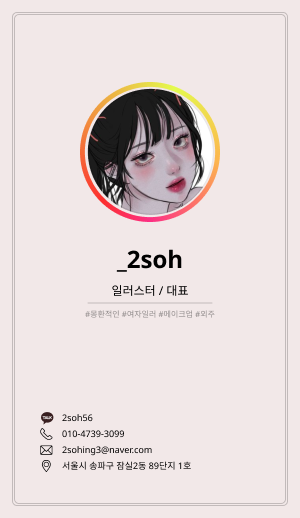 _2soh
일러스터 / 대표
#몽환적인 #여자일러 #메이크업 #외주
TALK 2soh56
010-4739-3099
2sohing3@naver.com
서울시 송파구 잠실2동 89단지 1호